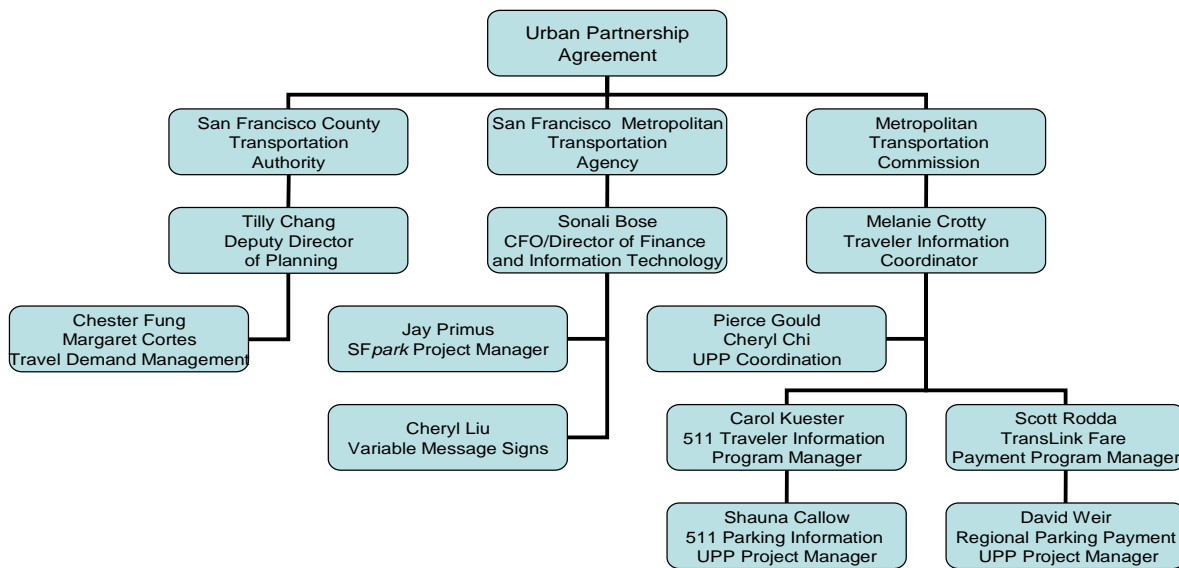 Urban Partnership
Agreement
San Francisco County
Transportation
Authority
San Francisco Metropolitan
Transportation
Agency
Metropolitan
Transportation
Commission
Tilly Chang
Deputy Director
of Planning
Sonali Bose
CFO/Director of Finance
and Information Technology
Melanie Crotty
Traveler Information
Coordinator
Chester Fung
Margaret Cortes
Travel Demand Management
Jay Primus
SFpark Project Manager
Pierce Gould
Cheryl Chi
UPP Coordination
Cheryl Liu
Variable Message Signs
Carol Kuester
511 Traveler Information
Program Manager
Scott Rodda
TransLink Fare
Payment Program Manager
Shauna Callow
511 Parking Information
UPP Project Manager
David Weir
Regional Parking Payment
UPP Project Manager